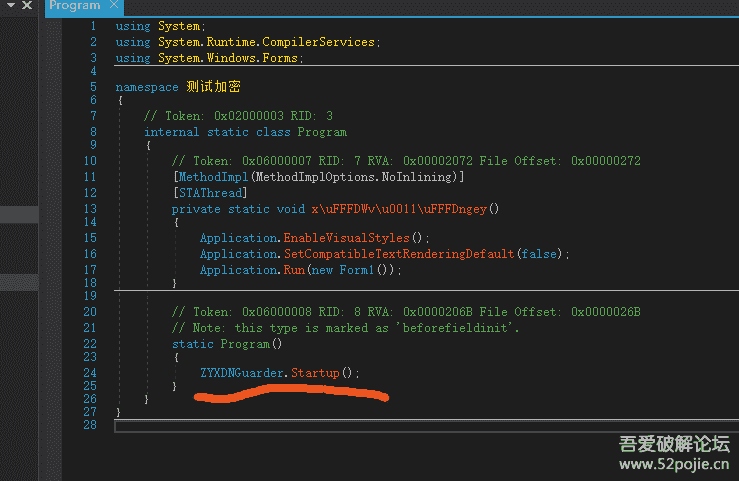 Program
1 using System;
2 using System.Runtime.CompilerServices;
3 using System.Windows.Forms;
4
5 namespace 测试加密
6 {
7 // Token: 0x02000003 RID: 3
8 internal static class Program
9 {
10 // Token: 0x06000007 RID: 7 RVA: 0x00002072 File Offset: 0x00000272
11 [MethodImpl(MethodImplOptions.NoInlining)]
12 [STAThread]
13 private static void x\uFFFDWv\u0011\uFFFDngey()
14 {
15 Application.EnableVisualStyles();
16 Application.SetCompatibleTextRenderingDefault(false);
17 Application.Run(new Form1());
18 }
19
20 // Token: 0x06000008 RID: 8 RVA: 0x0000206B File Offset: 0x0000026B
21 // Note: this type is marked as 'beforefieldinit'.
22 static Program()
23 {
24 ZYXDNGuarder.Startup();
25 }
26 }
27 }
28
吾爱破解论坛
www.52pojie.cn